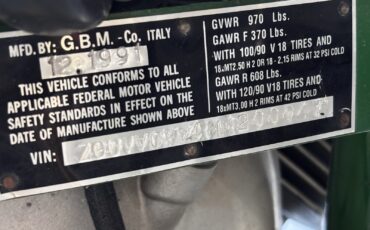 MFD. BY: G.B.M. - Co. ITALY
12.1991
THIS VEHICLE CONFORMS TO ALL
APPLICABLE FEDERAL MOTOR VEHICLE
SAFETY STANDARDS IN EFFECT ON THE
DATE OF MANUFACTURE SHOWN ABOVE
VIN:
GVWR 970 Lbs.
GAWR F 370 Lbs.
WITH 100/90 V18 TIRES AND
18xMT2.50 H 2 OR 18 - 2.15 RIMS AT 32 PSI COLD
GAWR R 608 Lbs.
WITH 120/90 V18 TIRES AND
18xMT3.00 H 2 RIMS AT 32 PSI COLD